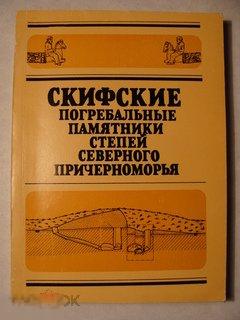 СКИФСКИЕ
ПОГРЕБАЛЬНЫЕ
ПАМЯТНИКИ
СТЕПЕЙ
СЕВЕРНОГО
ПРИЧЕРНОМОРЬЯ